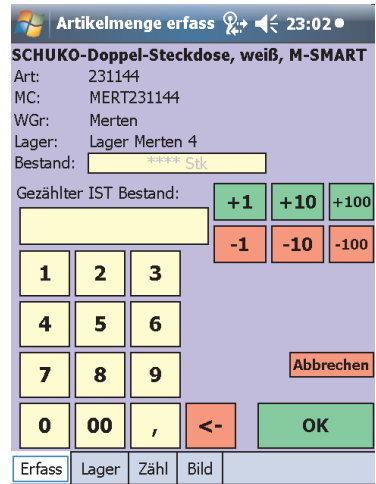 Artikelmenge erfass 23:02
SCHUKO-Doppel-Steckdose, weiß, M-SMART
Art: 231144
MC: MERT231144
WGr: Merten
Lager: Lager Merten 4
Bestand: **** Stk
Gezählter IST Bestand:
+1 +10 +100
-1 -10 -100
1 2 3
4 5 6
7 8 9
Abbrechen
0 00 , <- OK
Erfass Lager Zähl Bild